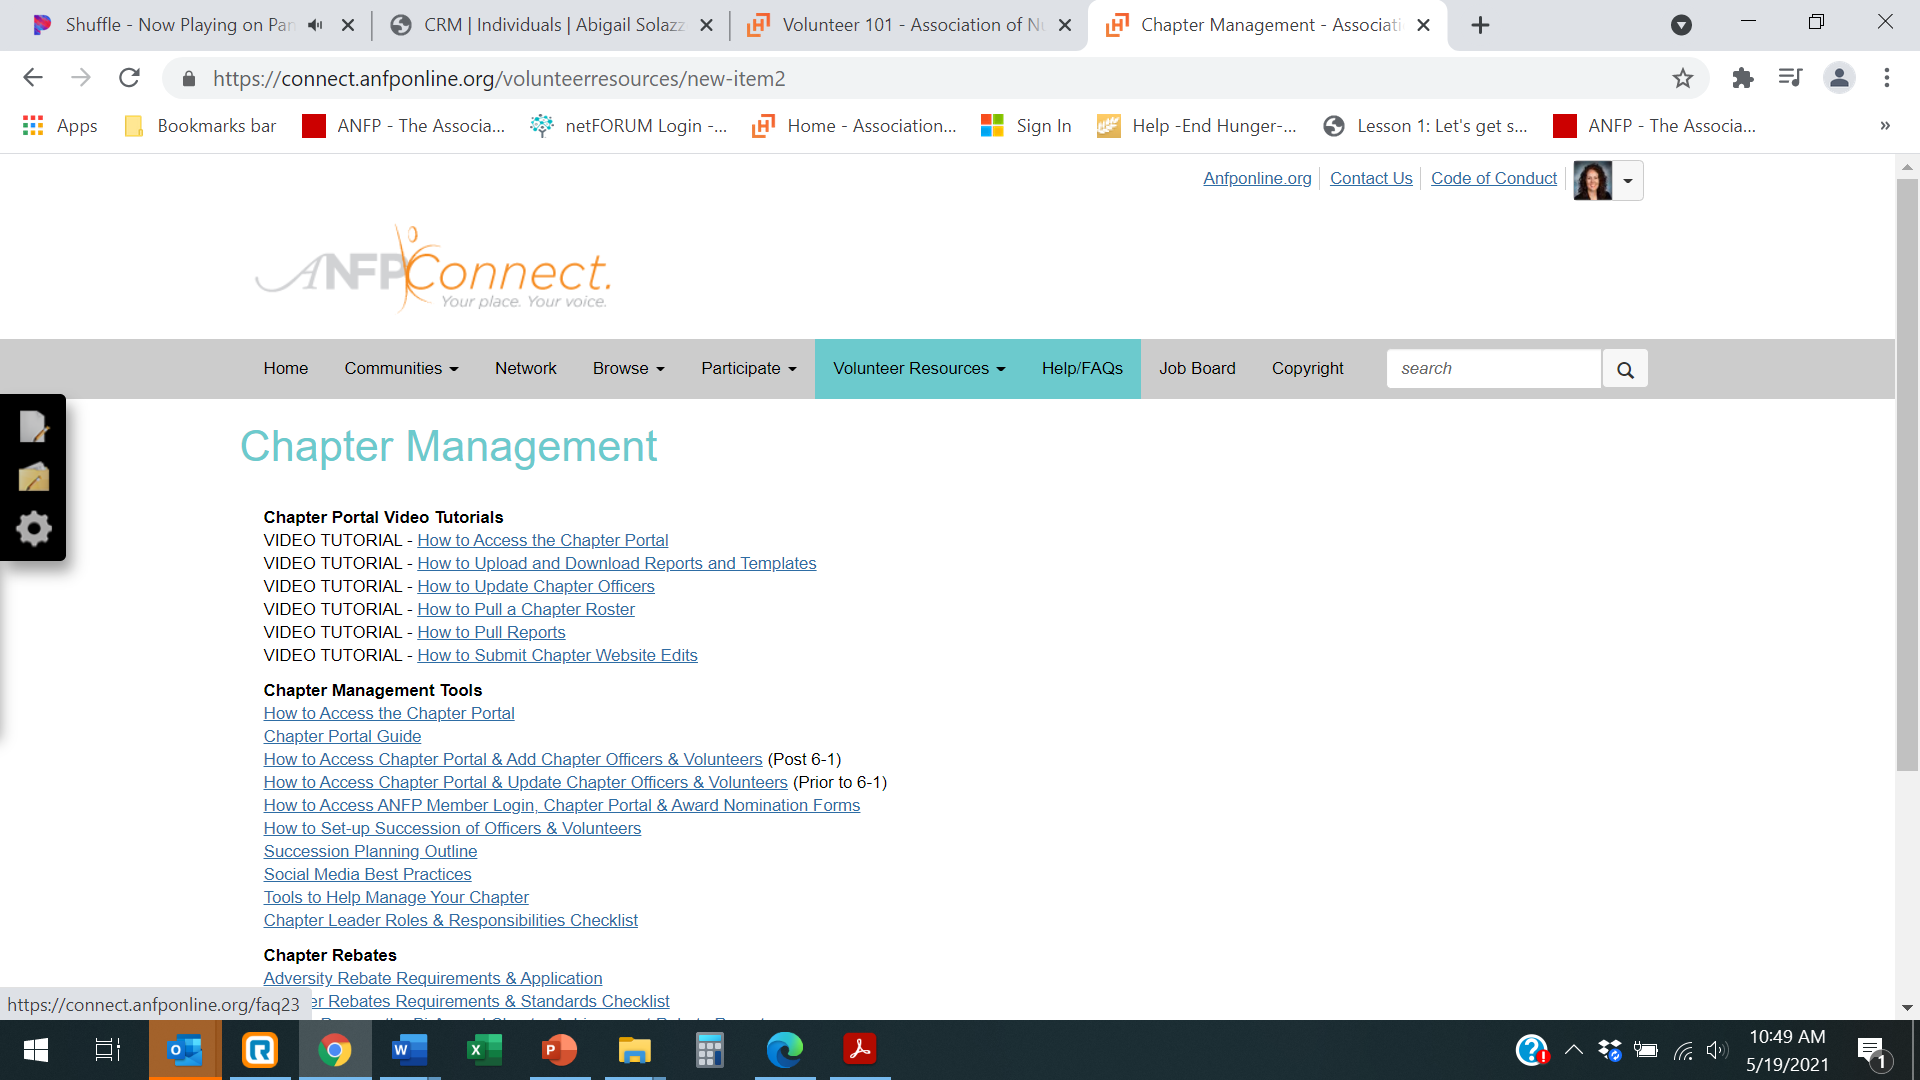 Shuffle - Now Playing on Pan
CRM | Individuals | Abigail Solazz
Volunteer 101 - Association of Nu
Chapter Management - Associati
https://connect.anfponline.org/volunteerresources/new-item2
Apps
Bookmarks bar
ANFP - The Associa...
netFORUM Login -...
Home - Association...
Sign In
Help -End Hunger-...
Lesson 1: Let's get s...
ANFP - The Associa...
»
Anfponline.org
Contact Us
Code of Conduct
ANFPConnect.
Your place. Your voice.
Home
Communities
Network
Browse
Participate
Volunteer Resources
Help/FAQs
Job Board
Copyright
search
Chapter Management
Chapter Portal Video Tutorials
VIDEO TUTORIAL - How to Access the Chapter Portal
VIDEO TUTORIAL - How to Upload and Download Reports and Templates
VIDEO TUTORIAL - How to Update Chapter Officers
VIDEO TUTORIAL - How to Pull a Chapter Roster
VIDEO TUTORIAL - How to Pull Reports
VIDEO TUTORIAL - How to Submit Chapter Website Edits
Chapter Management Tools
How to Access the Chapter Portal
Chapter Portal Guide
How to Access Chapter Portal & Add Chapter Officers & Volunteers (Post 6-1)
How to Access Chapter Portal & Update Chapter Officers & Volunteers (Prior to 6-1)
How to Access ANFP Member Login, Chapter Portal & Award Nomination Forms
How to Set-up Succession of Officers & Volunteers
Succession Planning Outline
Social Media Best Practices
Tools to Help Manage Your Chapter
Chapter Leader Roles & Responsibilities Checklist
Chapter Rebates
Adversity Rebate Requirements & Application
er Rebates Requirements & Standards Checklist
https://connect.anfponline.org/faq23
10:49 AM
5/19/2021
1